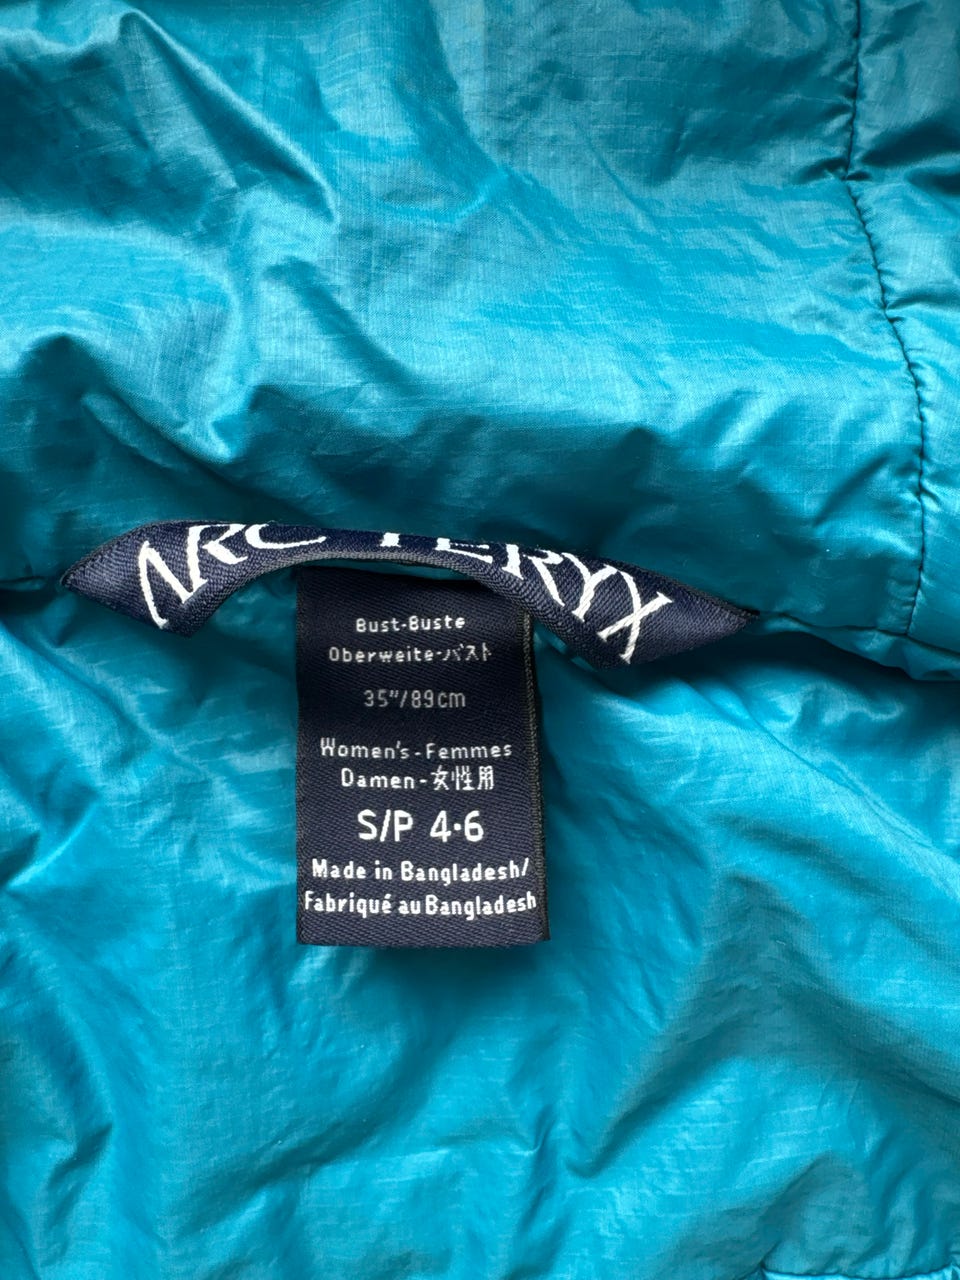 ARC'TERYX
Bust-Buste
Oberweite-バスト
35"/89cm
Women's - Femmes
Damen - 女性用
S/P 4·6
Made in Bangladesh/
Fabriqué au Bangladesh